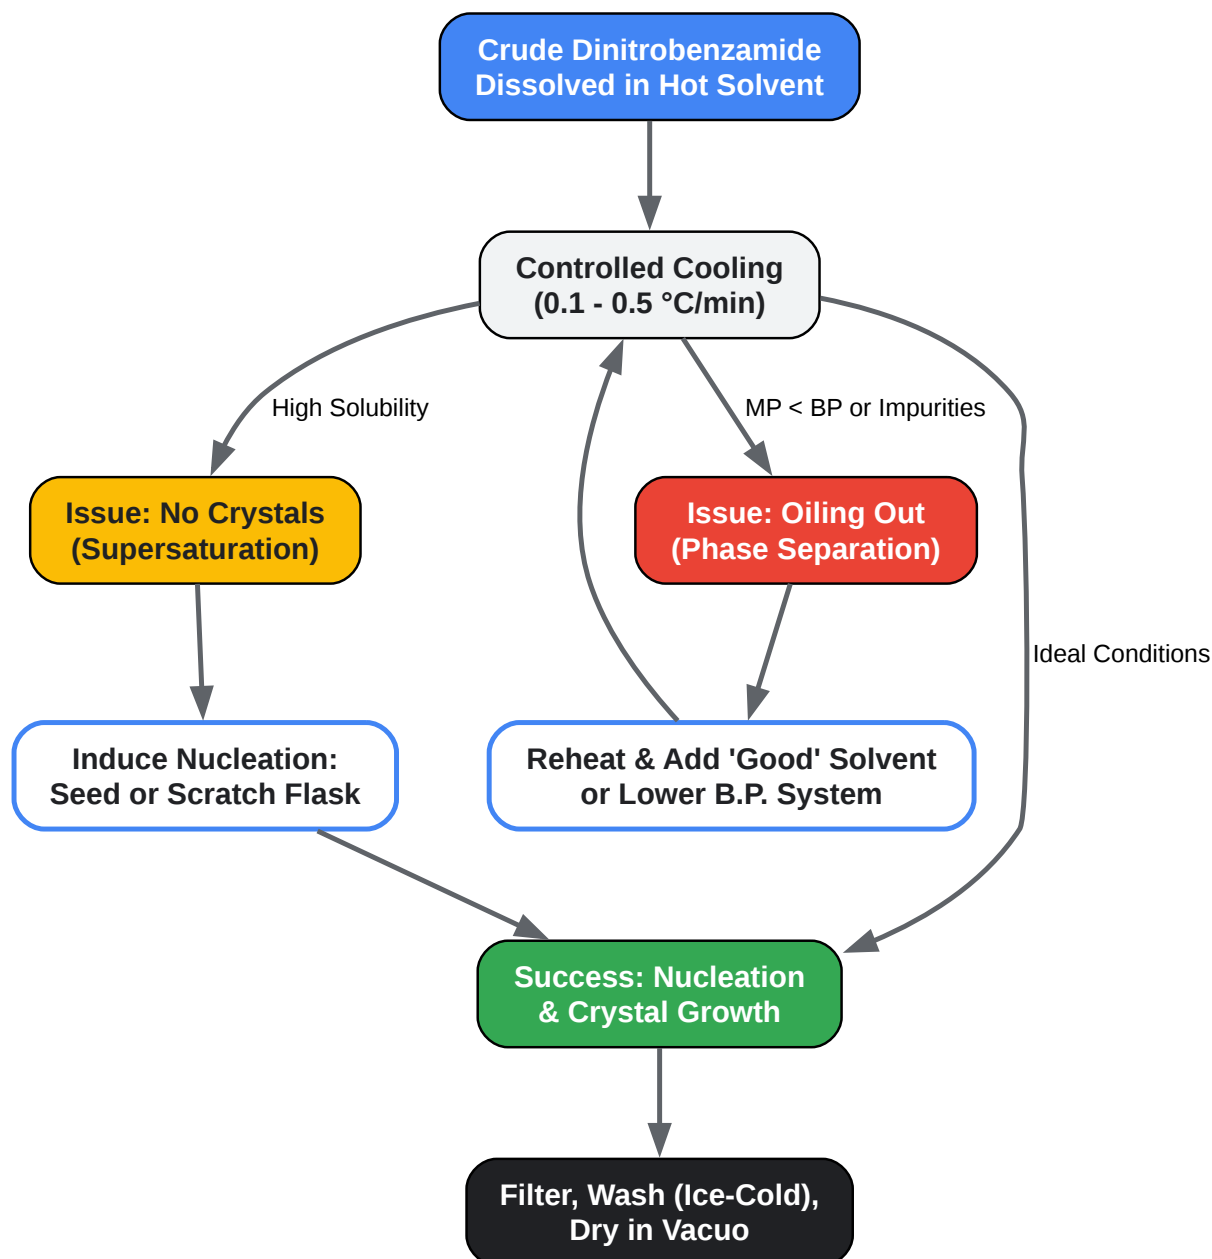 Crude Dinitrobenzamide
Dissolved in Hot Solvent
Controlled Cooling
(0.1 - 0.5 °C/min)
High Solubility
MP < BP or Impurities
Issue: No Crystals
(Supersaturation)
Issue: Oiling Out
(Phase Separation)
Ideal Conditions
Induce Nucleation:
Seed or Scratch Flask
Reheat & Add 'Good' Solvent
or Lower B.P. System
Success: Nucleation
& Crystal Growth
Filter, Wash (Ice-Cold),
Dry in Vacuo